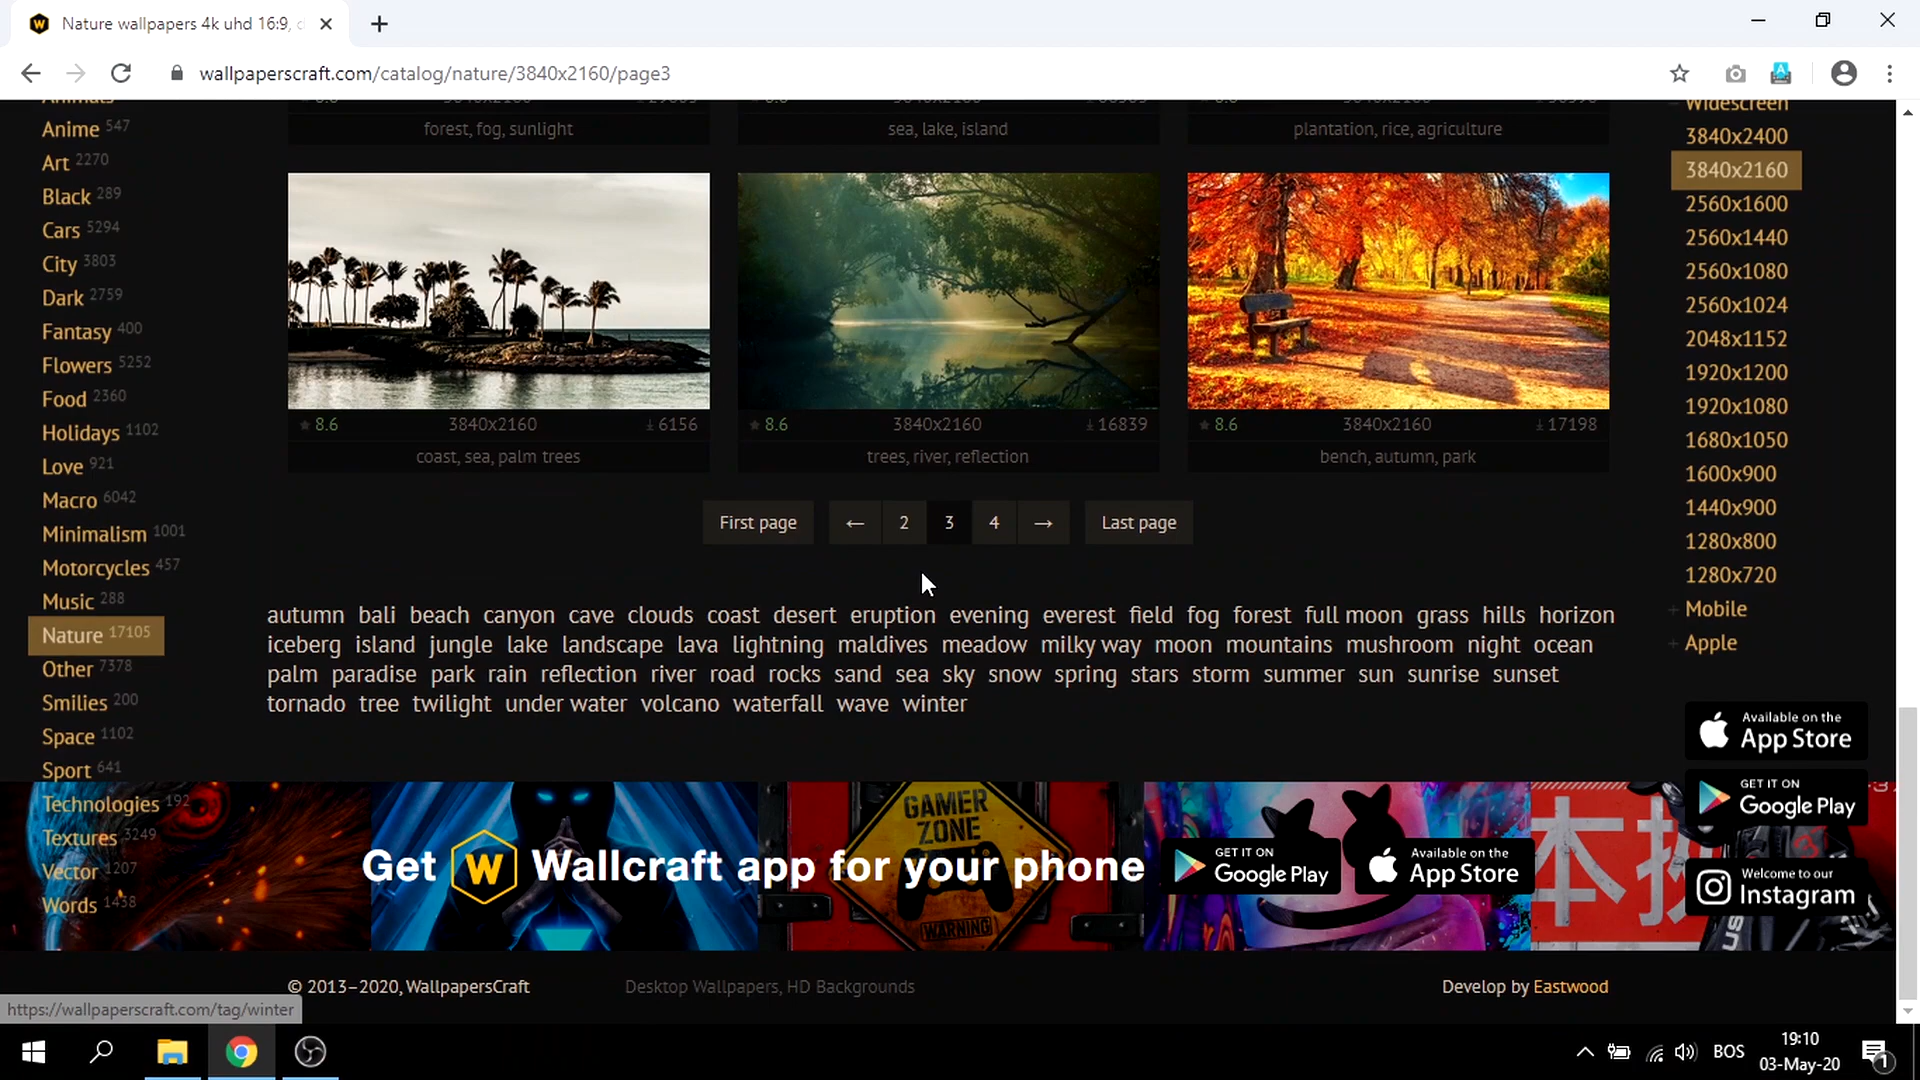 Nature wallpapers 4k uhd 16:9,
wallpaperscraft.com/catalog/nature/3840x2160/page3
Anime 547
Art 2270
Black 289
Cars 5294
City 3803
Dark 2759
Fantasy 400
Flowers 5252
Food 2360
Holidays 1102
Love 921
Macro 6042
Minimalism 1001
Motorcycles 457
Music 288
Nature 17105
Other 7378
Smilies 200
Space 1102
Sport 641
Technologies 192
Textures 3249
Vector 1207
Words 1458
forest, fog, sunlight
sea, lake, island
plantation, rice, agriculture
8.6 3840x2160 6156
coast, sea, palm trees
8.6 3840x2160 16839
trees, river, reflection
8.6 3840x2160 17198
bench, autumn, park
First page ← 2 3 4 → Last page
autumn bali beach canyon cave clouds coast desert eruption evening everest field fog forest full moon grass hills horizon
iceberg island jungle lake landscape lava lightning maldives meadow milky way moon mountains mushroom night ocean
palm paradise park rain reflection river road rocks sand sea sky snow spring stars storm summer sun sunrise sunset
tornado tree twilight under water volcano waterfall wave winter
Widescreen
3840x2400
3840x2160
2560x1600
2560x1440
2560x1080
2560x1024
2048x1152
1920x1200
1920x1080
1680x1050
1600x900
1440x900
1280x800
1280x720
+ Mobile
+ Apple
Available on the
App Store
GET IT ON
Google Play
Welcome to our
Instagram
GAMER
ZONE
WARNING
Get W Wallcraft app for your phone
GET IT ON
Google Play
Available on the
App Store
© 2013–2020, WallpapersCraft
Desktop Wallpapers, HD Backgrounds
Develop by Eastwood
https://wallpaperscraft.com/tag/winter
BOS
19:10
03-May-20
1